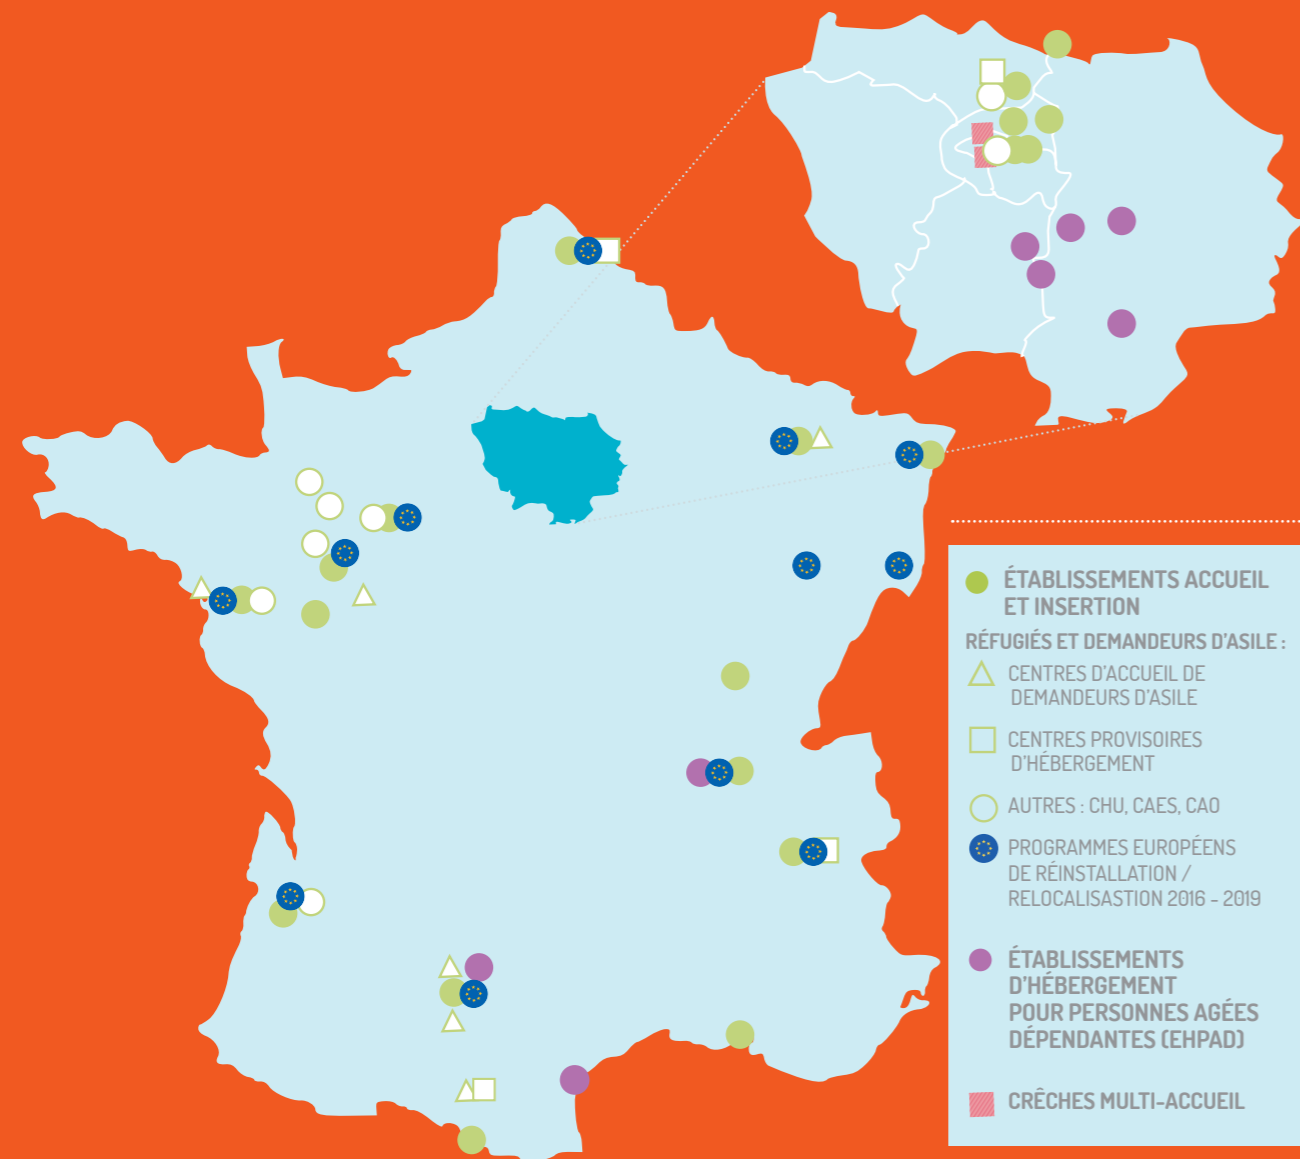 ÉTABLISSEMENTS ACCUEIL
ET INSERTION
RÉFUGIÉS ET DEMANDEURS D'ASILE :
CENTRES D'ACCUEIL DE
DEMANDEURS D'ASILE
CENTRES PROVISOIRES
D'HÉBERGEMENT
AUTRES : CHU, CAES, CAO
PROGRAMMES EUROPÉENS
DE RÉINSTALLATION /
RELOCALISASTION 2016 - 2019
ÉTABLISSEMENTS
D'HÉBERGEMENT
POUR PERSONNES AGÉES
DÉPENDANTES (EHPAD)
CRÊCHES MULTI-ACCUEIL